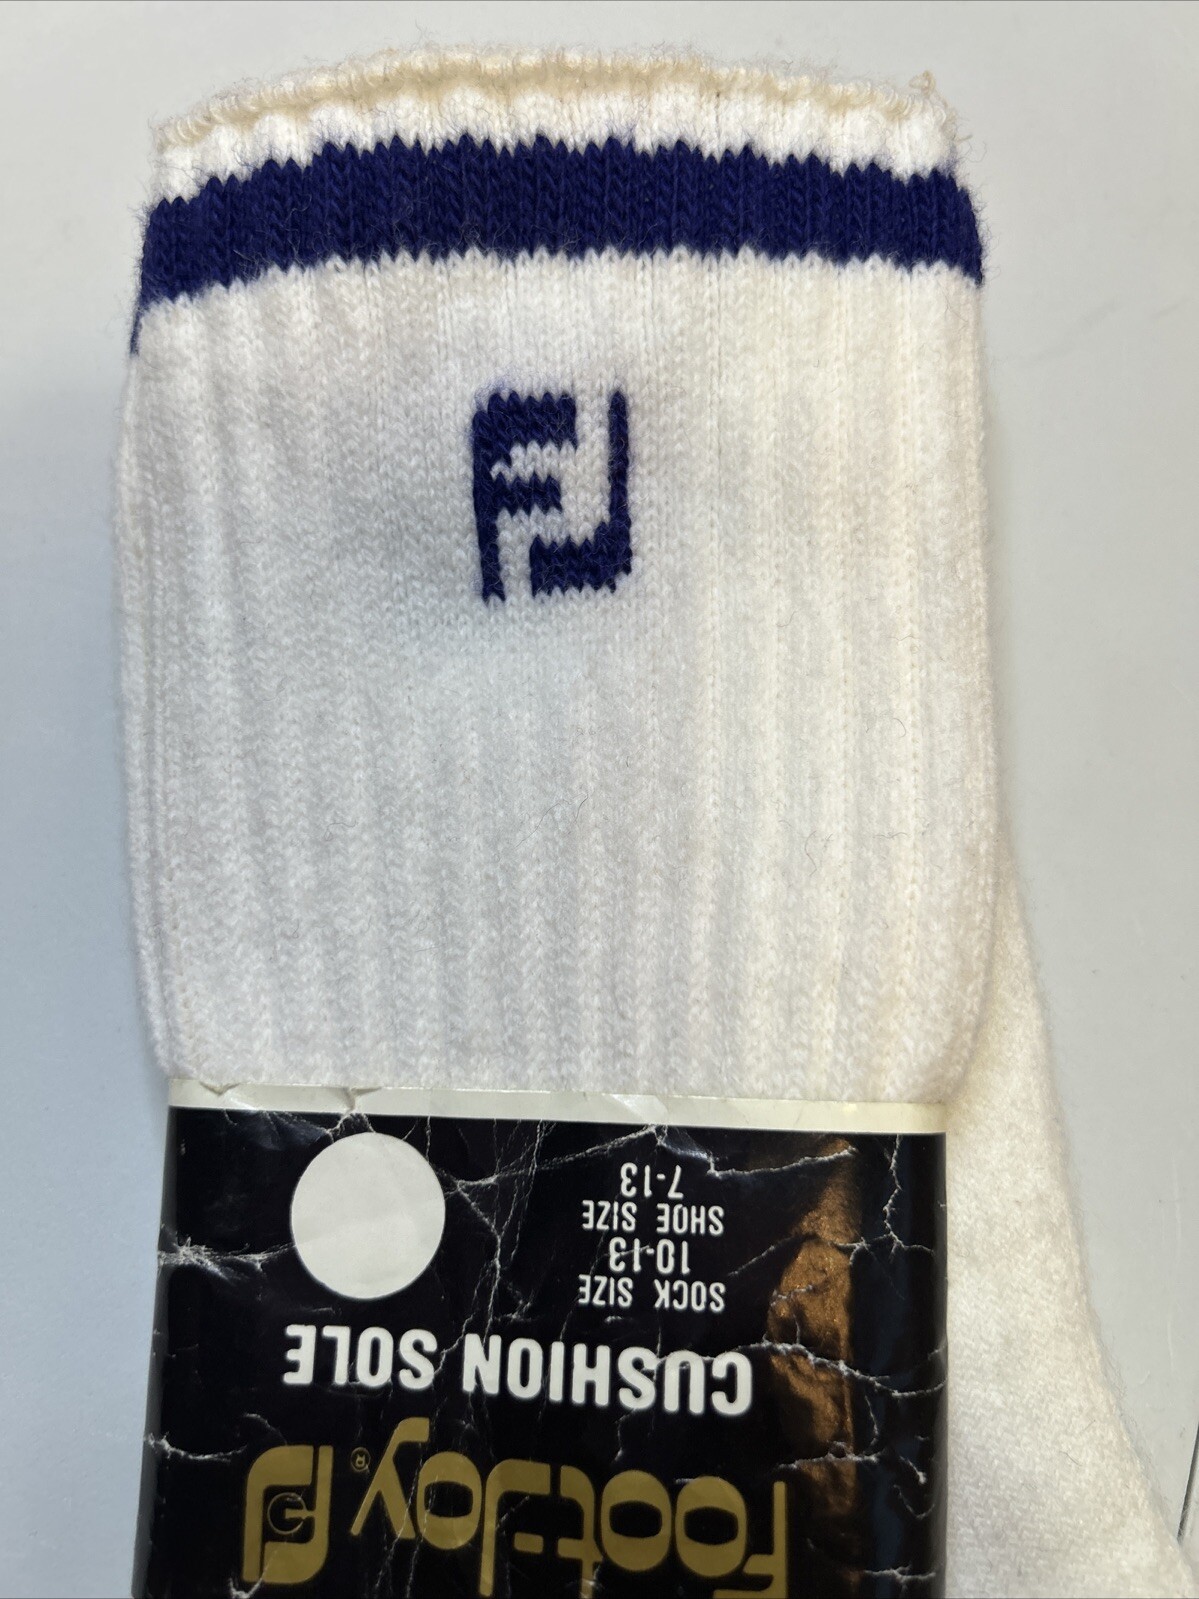 FJ
FootJoy® FJ
CUSHION SOLE
SOCK SIZE
10-13
SHOE SIZE
7-13